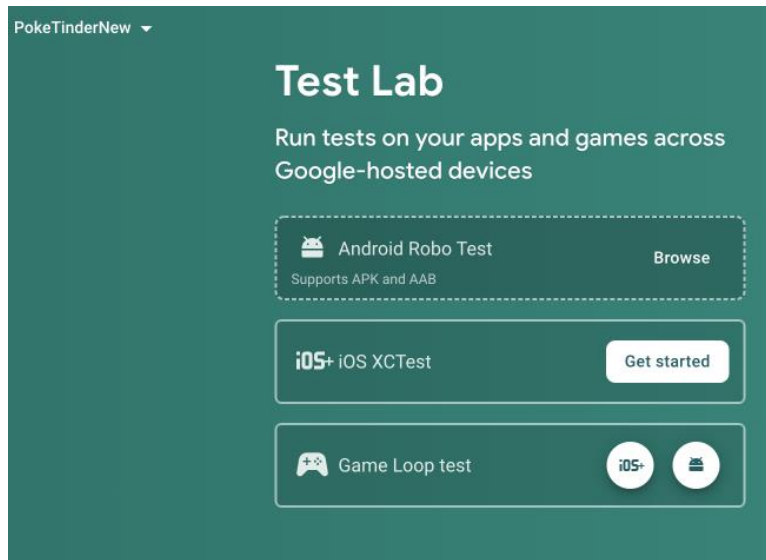 PokeTinderNew
Test Lab
Run tests on your apps and games across
Google-hosted devices
Android Robo Test
Browse
Supports APK and AAB
iOS+ iOS XCTest
Get started
Game Loop test
iOS+